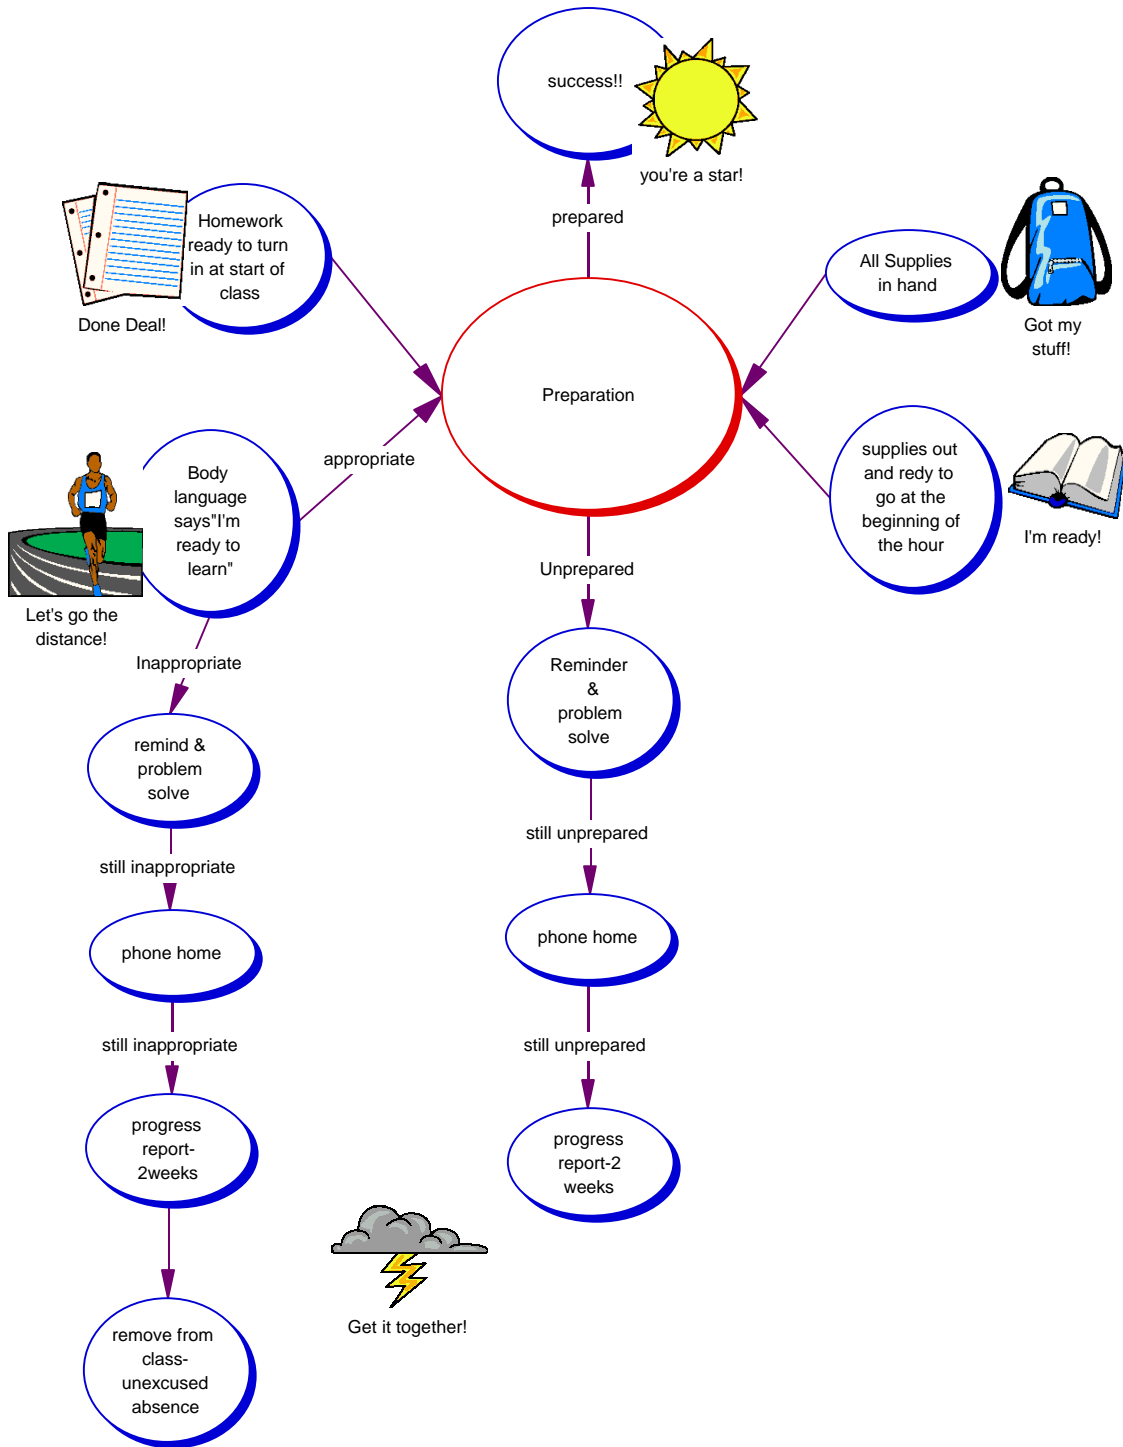 success!!
you're a star!
prepared
Homework
ready to turn
in at start of
class
Done Deal!
All Supplies
in hand
Got my
stuff!
Preparation
appropriate
Body
language
says"I'm
ready to
learn"
Let's go the
distance!
supplies out
and redy to
go at the
beginning of
the hour
I'm ready!
Unprepared
Inappropriate
Reminder
&
problem
solve
remind &
problem
solve
still unprepared
still inappropriate
phone home
phone home
still inappropriate
still unprepared
progress
report-
2weeks
progress
report-2
weeks
Get it together!
remove from
class-
unexcused
absence